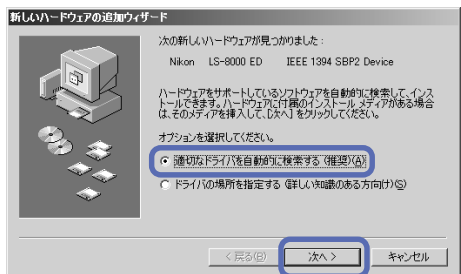 新しいハードウェアの追加ウィザード
次の新しいハードウェアが見つかりました :
Nikon LS-8000 ED IEEE 1394 SBP2 Device
ハードウェアをサポートしているソフトウェアを自動的に検索して、インス
トールできます。ハードウェアに付属のインストール メディアがある場合
は、そのメディアを挿入して、[次へ] をクリックしてください。
オプションを選択してください。
適切なドライバを自動的に検索する (推奨)(A)
ドライバの場所を指定する (詳しい知識のある方向け)(S)
< 戻る(B)
次へ >
キャンセル